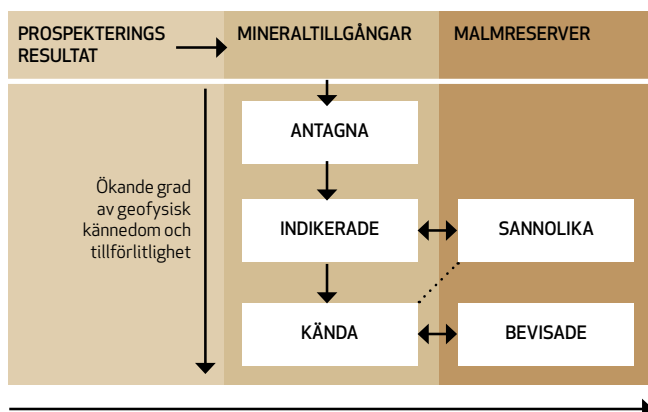 PROSPEKTERINGS
RESULTAT
MINERALTILLGÅNGAR
MALMRESERVER
ANTAGNA
Ökande grad
av geofysisk
kännedom och
tillförlitlighet
INDIKERADE
SANNOLIKA
KÄNDA
BEVISADE